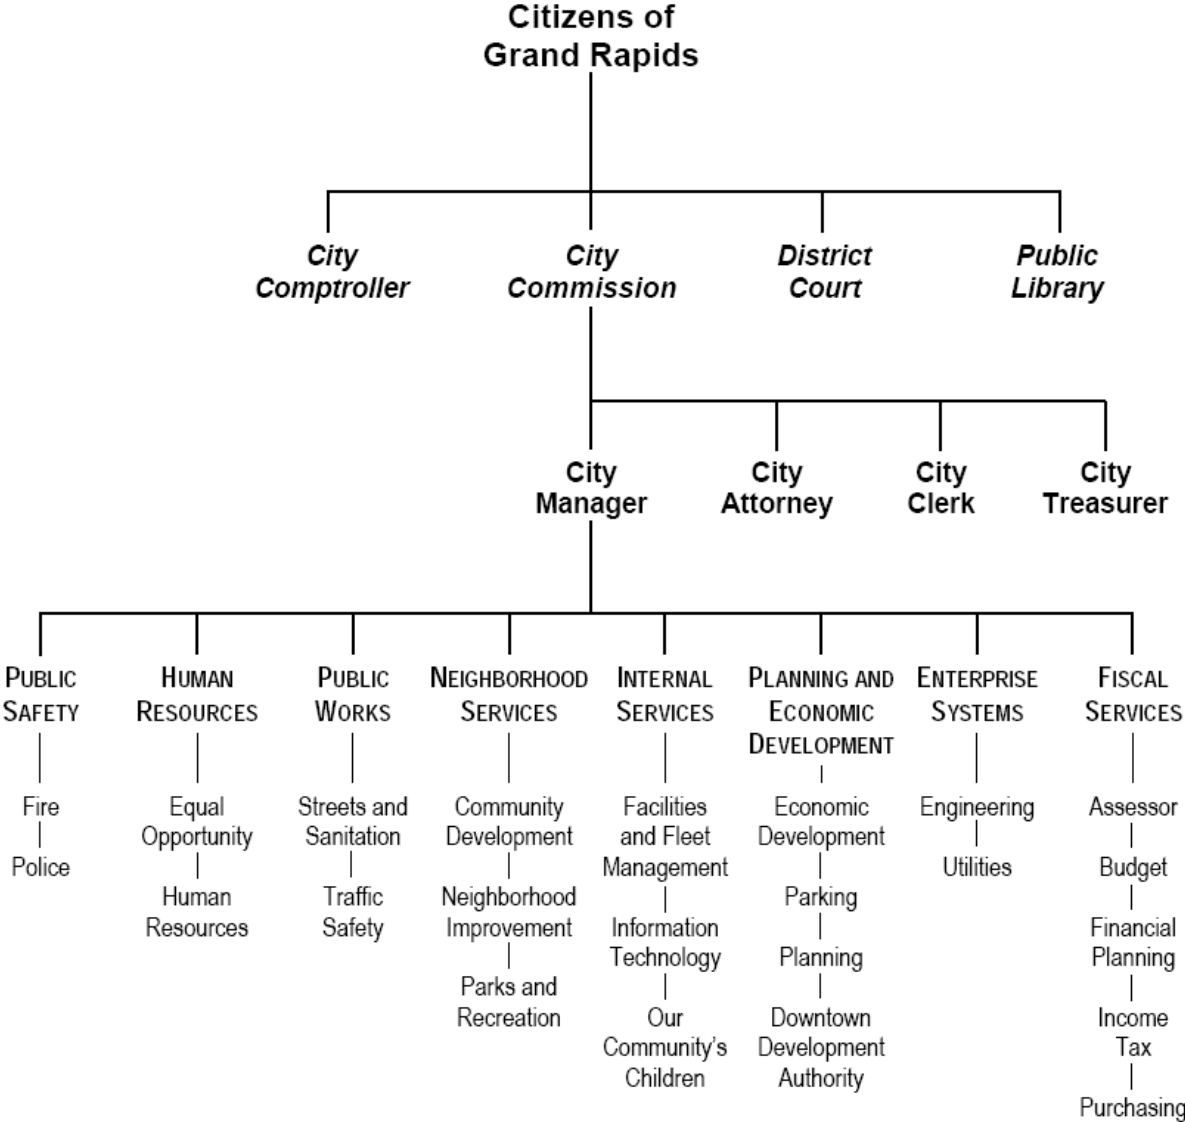 Citizens of
Grand Rapids
City
Comptroller
City
Commission
District
Court
Public
Library
City
Manager
City
Attorney
City
Clerk
City
Treasurer
PUBLIC
SAFETY
Fire
Police
HUMAN
RESOURCES
Equal
Opportunity
Human
Resources
PUBLIC
WORKS
Streets and
Sanitation
Traffic
Safety
NEIGHBORHOOD
SERVICES
Community
Development
Neighborhood
Improvement
Parks and
Recreation
INTERNAL
SERVICES
Facilities
and Fleet
Management
Information
Technology
Our
Community's
Children
PLANNING AND
ECONOMIC
DEVELOPMENT
Economic
Development
Parking
Planning
Downtown
Development
Authority
ENTERPRISE
SYSTEMS
Engineering
Utilities
FISCAL
SERVICES
Assessor
Budget
Financial
Planning
Income
Tax
Purchasing